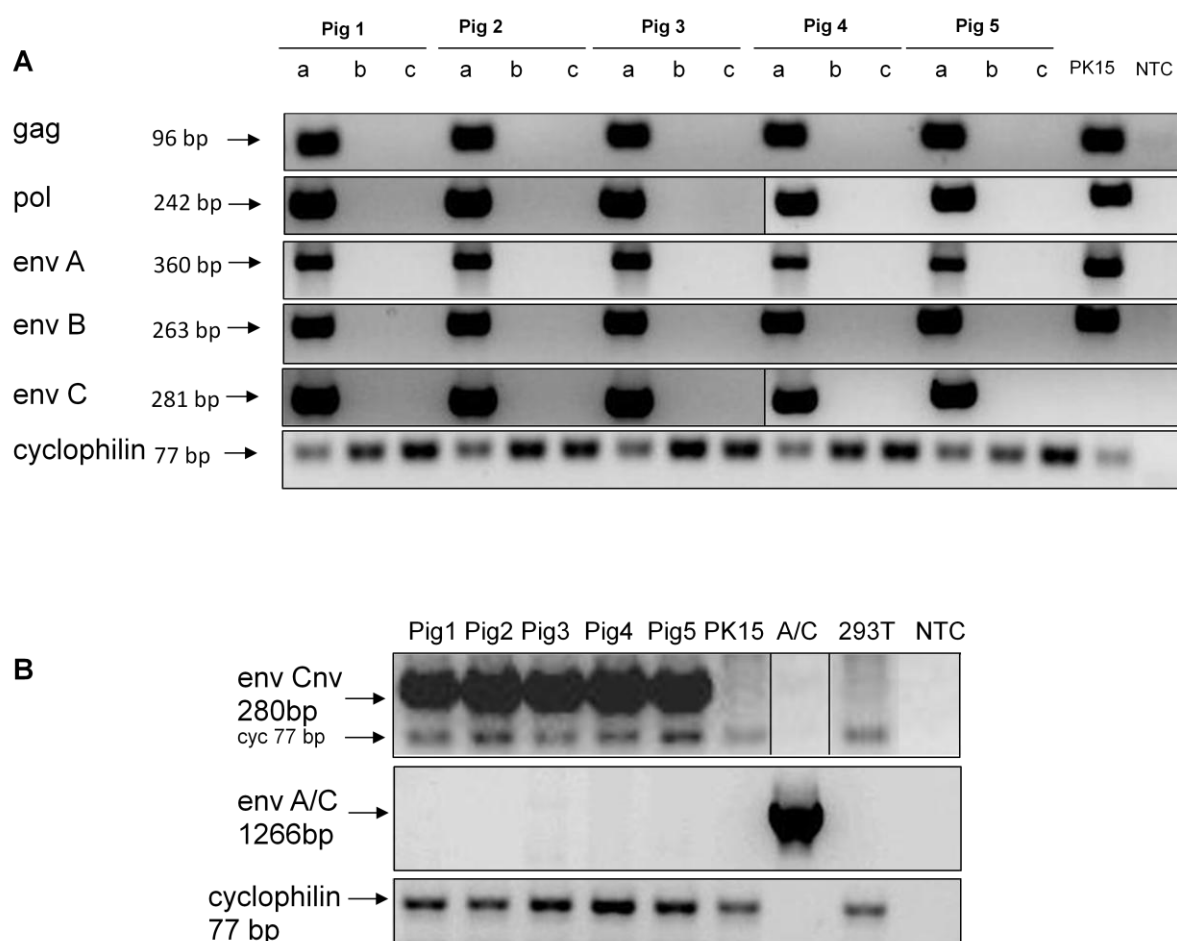 Pig 1 Pig 2 Pig 3 Pig 4 Pig 5
A
a b c a b c a b c a b c a b c PK15 NTC
gag 96 bp
pol 242 bp
env A 360 bp
env B 263 bp
env C 281 bp
cyclophilin 77 bp
Pig1 Pig2 Pig3 Pig4 Pig5 PK15 A/C 293T NTC
B
env Cnv
280bp
cyc 77 bp
env A/C
1266bp
cyclophilin
77 bp